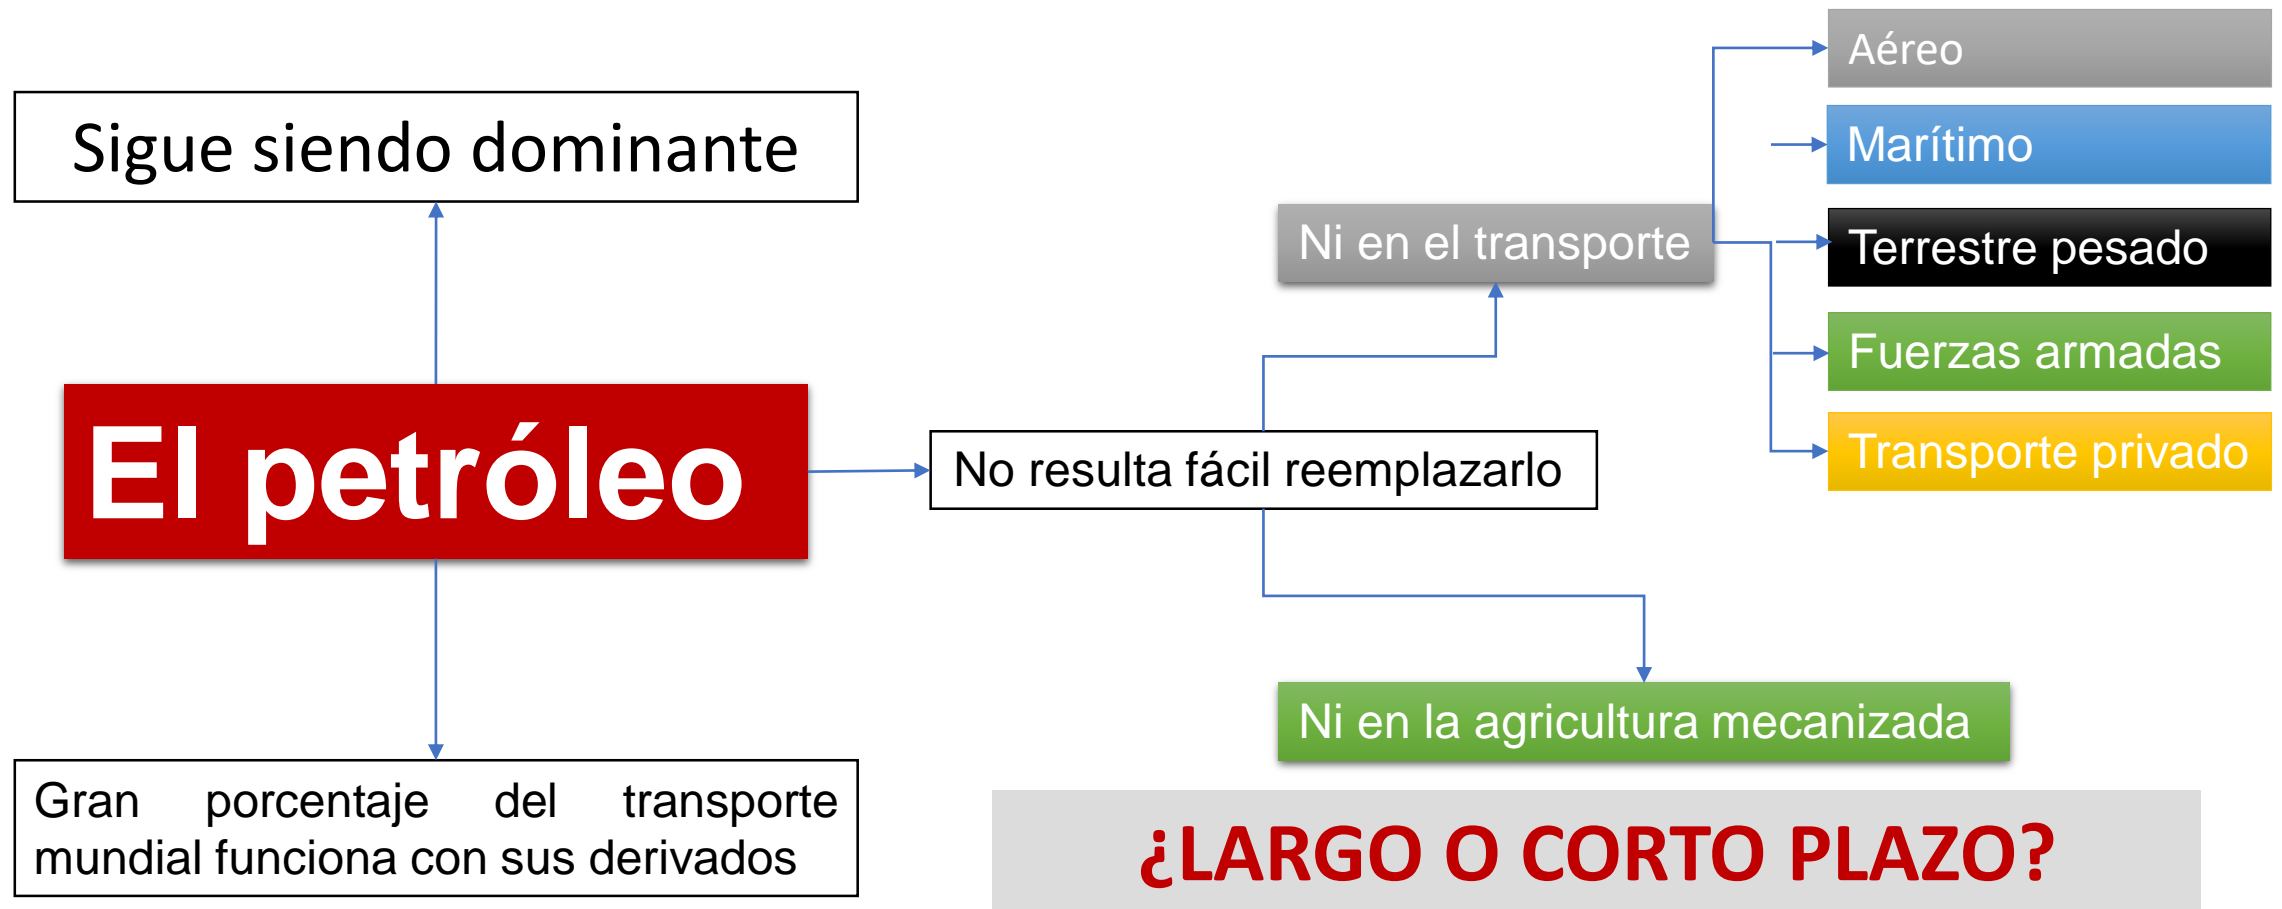 Sigue siendo dominante
El petróleo
Gran porcentaje del transporte
mundial funciona con sus derivados
No resulta fácil reemplazarlo
Ni en el transporte
Aéreo
Marítimo
Terrestre pesado
Fuerzas armadas
Transporte privado
Ni en la agricultura mecanizada
¿LARGO O CORTO PLAZO?